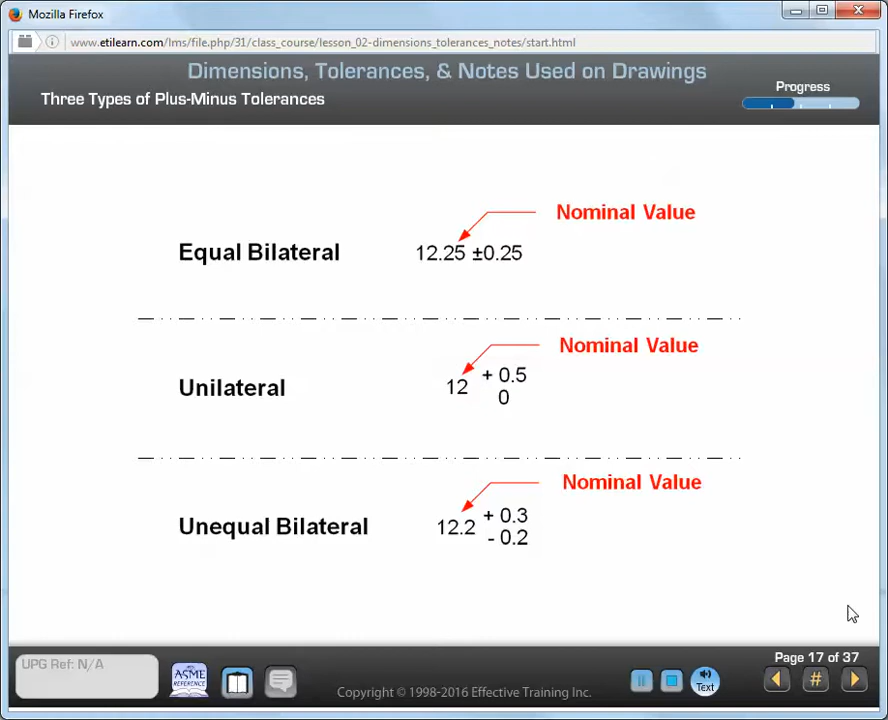 Mozilla Firefox
www.etilearn.com/lms/file.php/31/class_course/lesson_02-dimensions_tolerances_notes/start.html
Dimensions, Tolerances, & Notes Used on Drawings
Three Types of Plus-Minus Tolerances
Progress
Nominal Value
Equal Bilateral 12.25 ±0.25
Nominal Value
Unilateral 12 + 0.5
0
Nominal Value
Unequal Bilateral 12.2 + 0.3
- 0.2
UPG Ref: N/A
ASME
REFERENCE
Copyright © 1998-2016 Effective Training Inc.
Text
Page 17 of 37
#